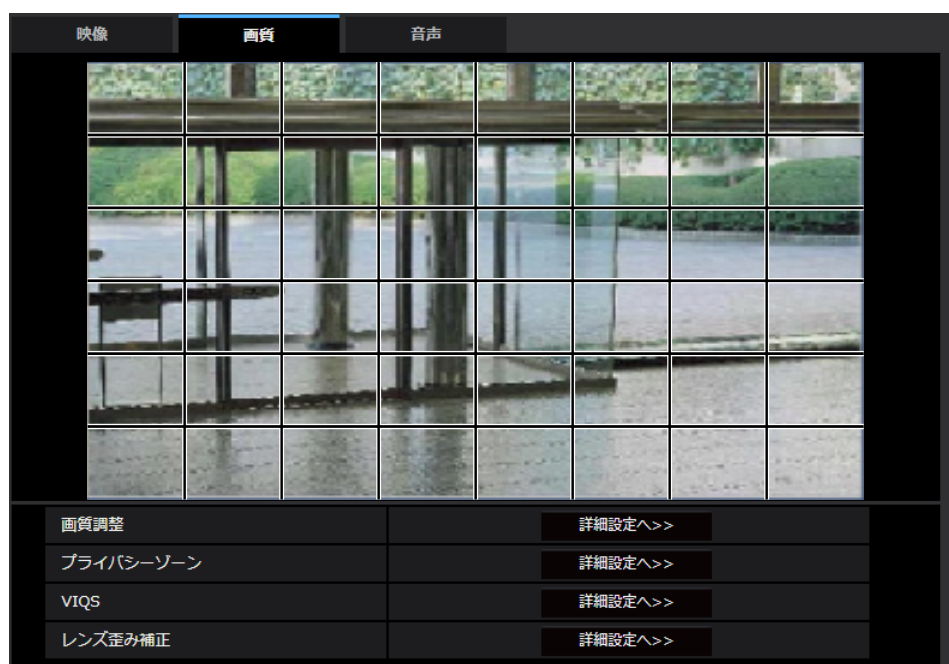 映像 画質 音声
画質調整 詳細設定へ>>
プライバシーゾーン 詳細設定へ>>
VIQS 詳細設定へ>>
レンズ歪み補正 詳細設定へ>>